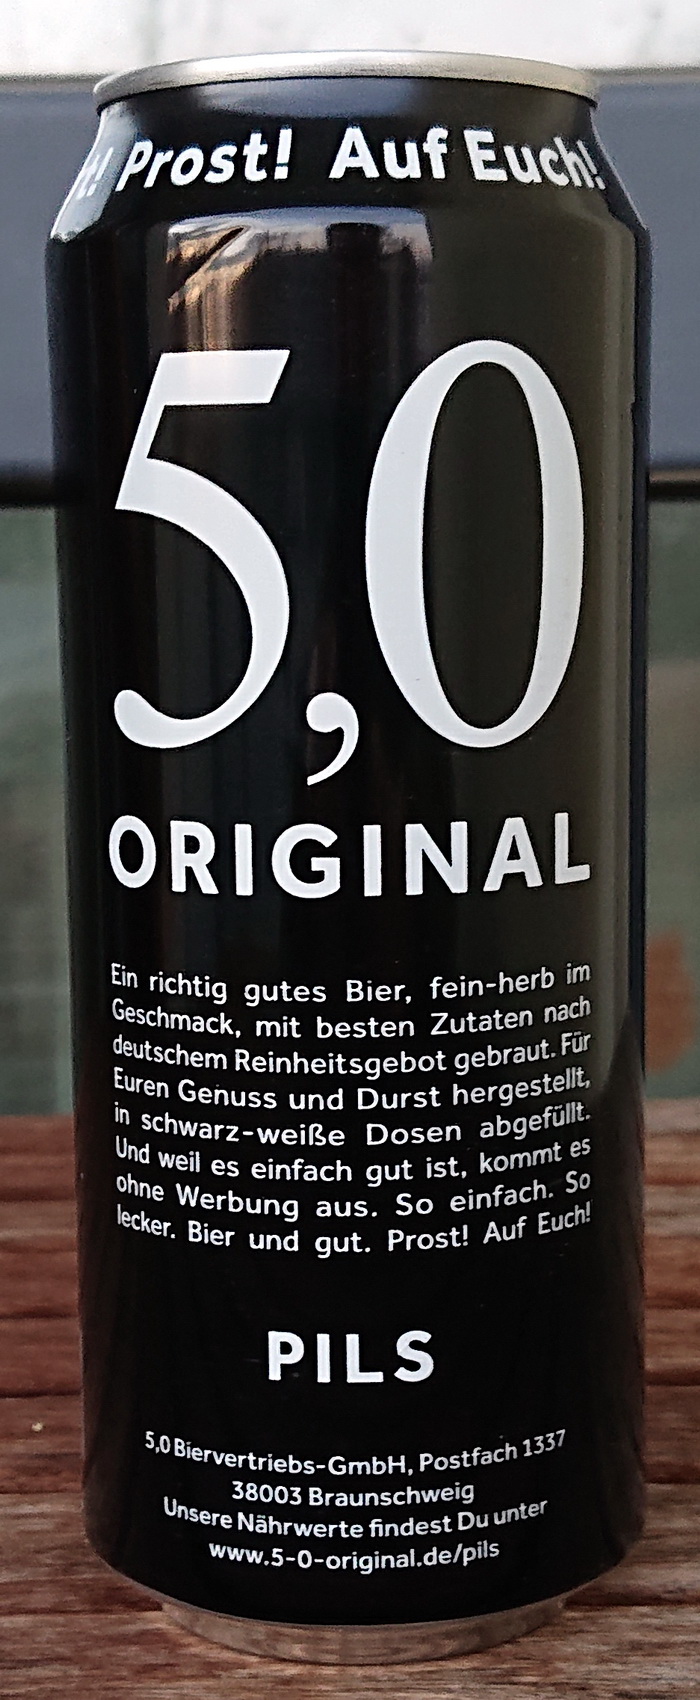 t! Prost! Auf Euch!
5,0
ORIGINAL
Ein richtig gutes Bier, fein-herb im
Geschmack, mit besten Zutaten nach
deutschem Reinheitsgebot gebraut. Für
Euren Genuss und Durst hergestellt,
in schwarz-weiße Dosen abgefüllt.
Und weil es einfach gut ist, kommt es
ohne Werbung aus. So einfach. So
lecker. Bier und gut. Prost! Auf Euch!
PILS
5,0 Biervertriebs-GmbH, Postfach 1337
38003 Braunschweig
Unsere Nährwerte findest Du unter
www.5-0-original.de/pils